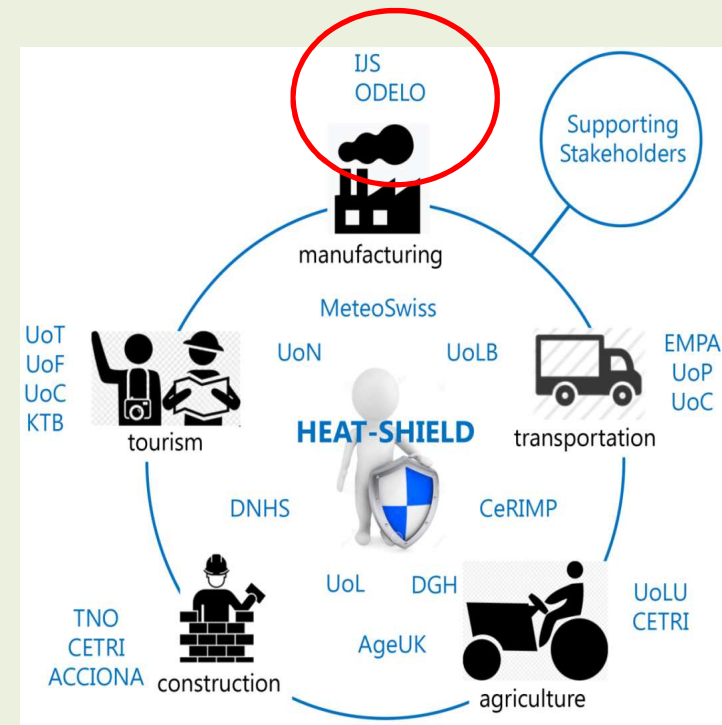 IJS
ODELO
Supporting
Stakeholders
manufacturing
MeteoSwiss
UoN
UoLB
UoT
UoF
UoC
KTB
tourism
HEAT-SHIELD
transportation
EMPA
UoP
UoC
DNHS
CeRIMP
UoL
DGH
AgeUK
TNO
CETRI
ACCIONA
construction
UoLU
CETRI
agriculture